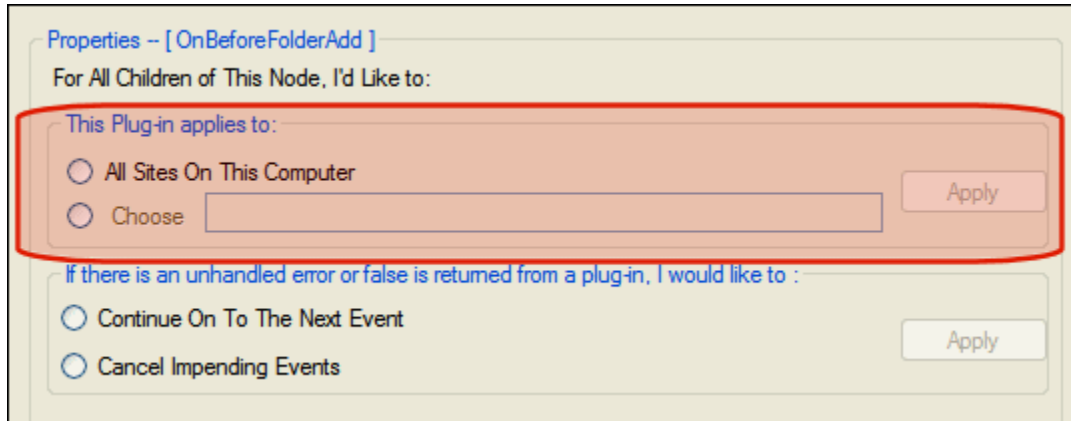 Properties -- [ OnBeforeFolderAdd ]
For All Children of This Node, I'd Like to:
This Plug-in applies to:
All Sites On This Computer
Apply
Choose
If there is an unhandled error or false is returned from a plug-in, I would like to :
Continue On To The Next Event
Apply
Cancel Impending Events